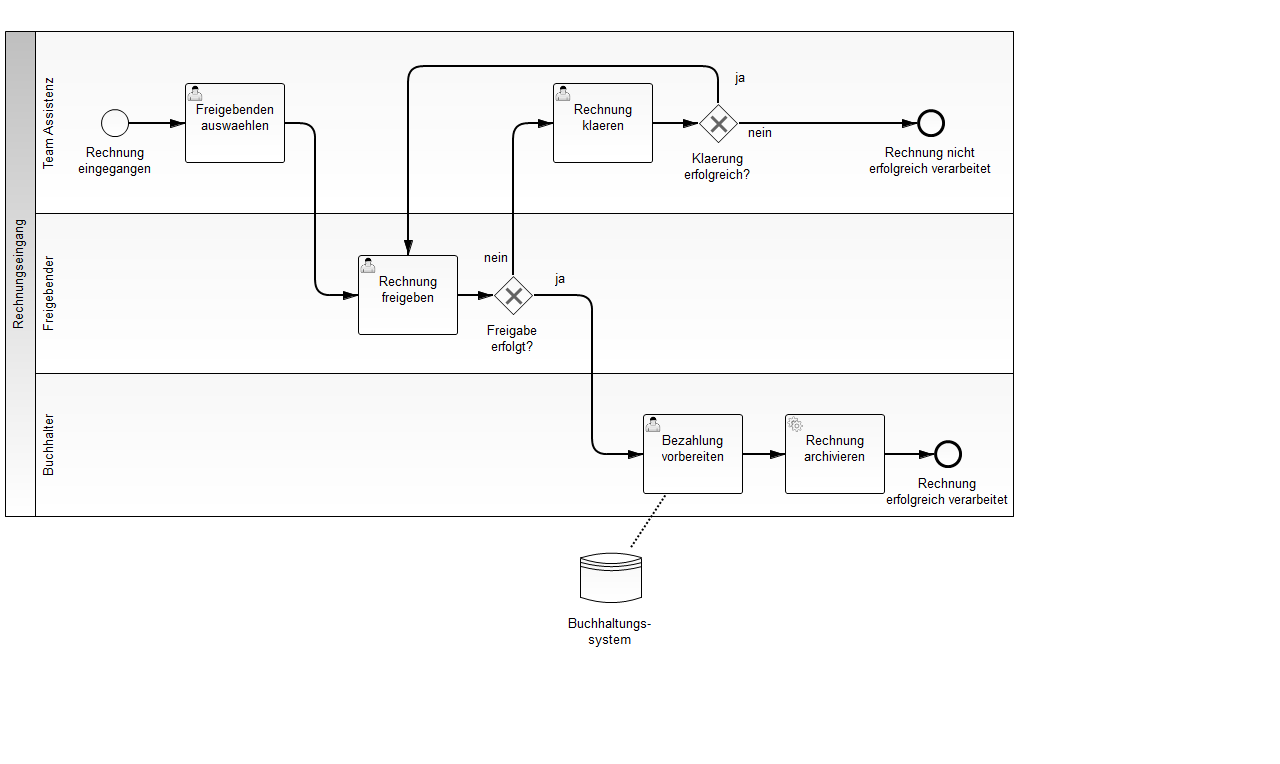 Rechnungseingang
Team Assistenz
Rechnung
eingegangen
Freigebenden
auswaehlen
Rechnung
klaeren
ja
nein
Klaerung
erfolgreich?
Rechnung nicht
erfolgreich verarbeitet
Freigebender
Rechnung
freigeben
nein
ja
Freigabe
erfolgt?
Buchhalter
Bezahlung
vorbereiten
Rechnung
archivieren
Rechnung
erfolgreich verarbeitet
Buchhaltungs-
system